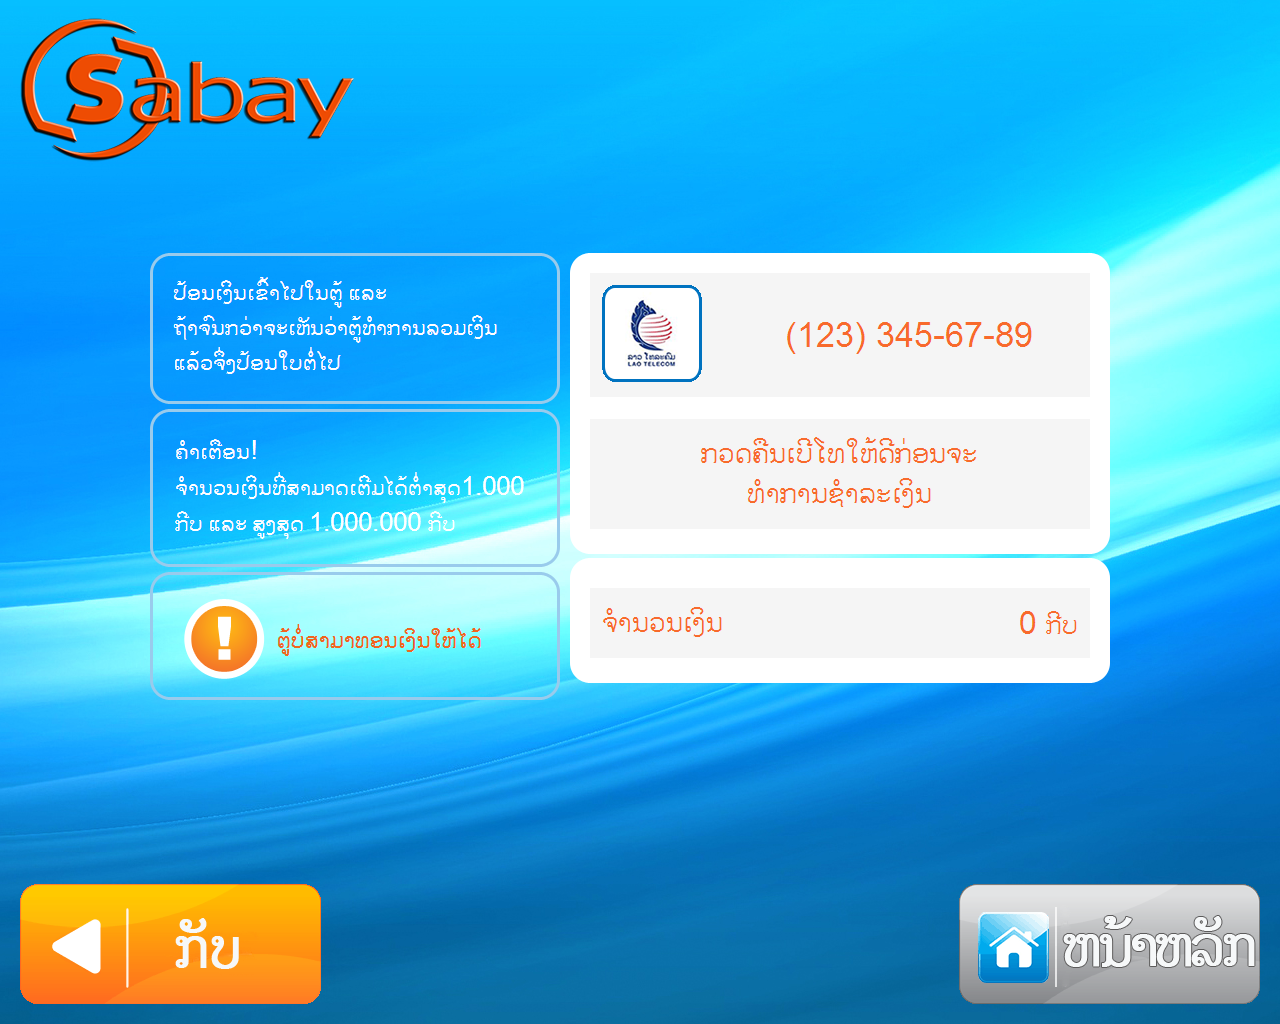 Sabay
ປ້ອນເງິນເຂົ້າໄປໃນຕູ້ ແລະ
ຖ້າຈົນກວ່າຈະເຫັນວ່າຕູ້ທຳການລວມເງິນ
ແລ້ວຈຶ່ງປ້ອນໃບຕໍ່ໄປ
ຄຳເຕືອນ!
ຈຳນວນເງິນທີ່ສາມາດເຕີມໄດ້ຕ່ຳສຸດ1.000
ກີບ ແລະ ສູງສຸດ 1.000.000 ກີບ
ຕູ້ບໍ່ສາມາທອນເງິນໃຫ້ໄດ້
ລາວ ໂທລະຄົມ
LAO TELECOM
(123) 345-67-89
ກວດຄືນເບີໂທໃຫ້ດີກ່ອນຈະ
ທຳການຊຳລະເງິນ
ຈຳນວນເງິນ 0 ກີບ
ກັບ
ຫນ້າຫລັກ